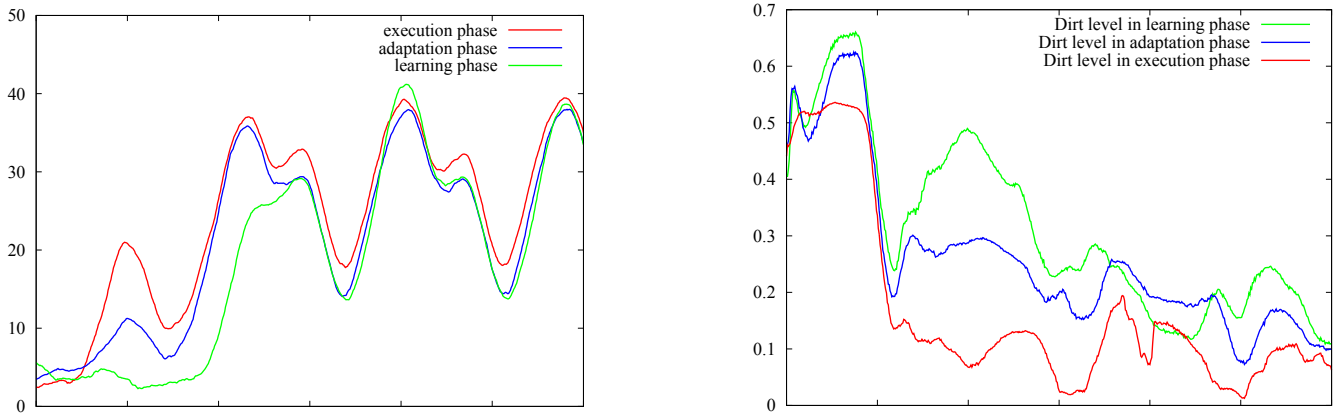 50
40
30
20
10
0
execution phase
adaptation phase
learning phase
0.7
0.6
0.5
0.4
0.3
0.2
0.1
0
Dirt level in learning phase
Dirt level in adaptation phase
Dirt level in execution phase